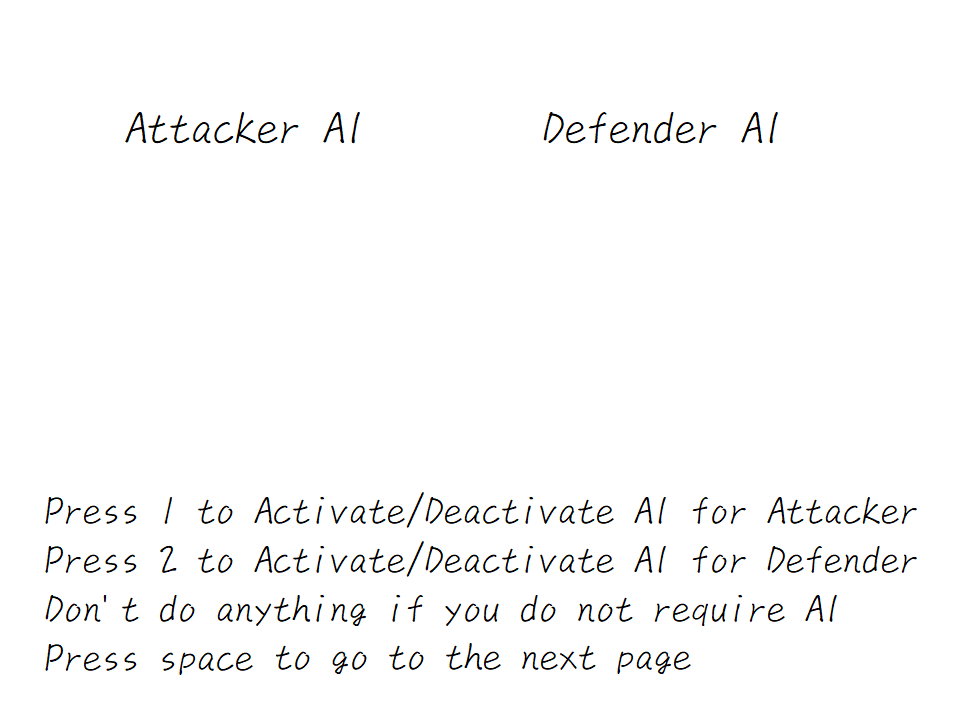 Attacker AI Defender AI
Press 1 to Activate/Deactivate AI for Attacker
Press 2 to Activate/Deactivate AI for Defender
Don't do anything if you do not require AI
Press space to go to the next page